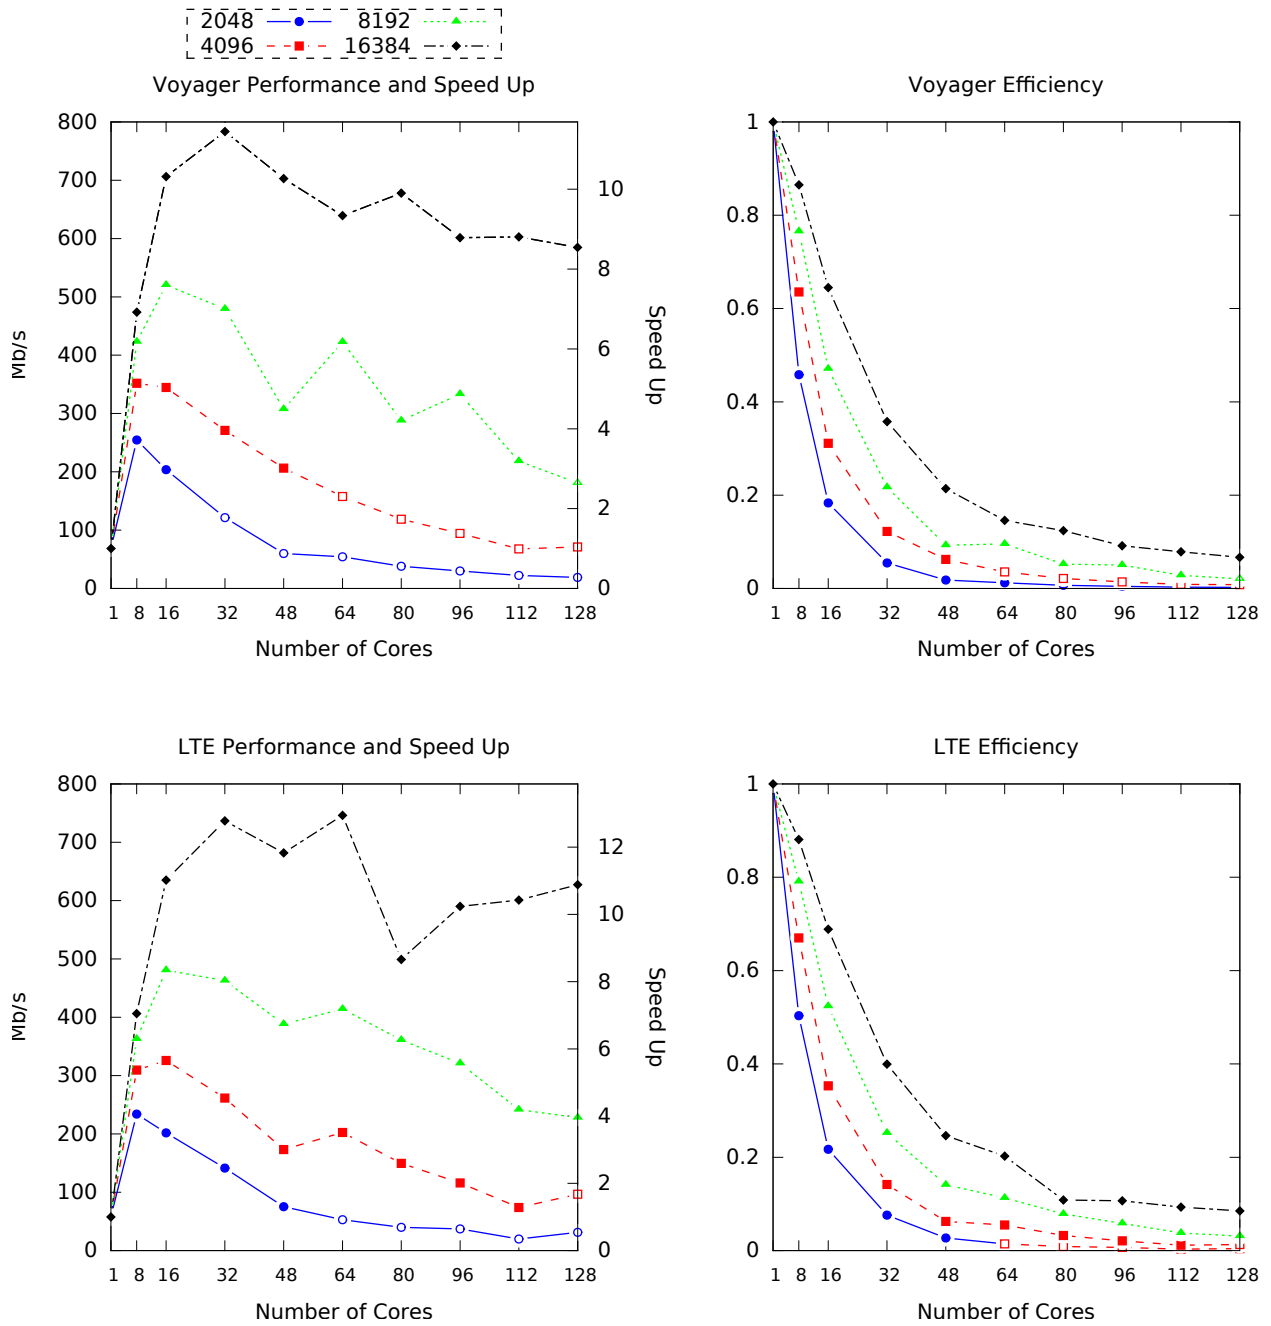 2048 8192
4096 16384
Voyager Performance and Speed Up
800
700
600
500
400
300
200
100
0
Mb/s
10
8
6
4
2
0
Speed Up
1 8 16 32 48 64 80 96 112 128
Number of Cores
Voyager Efficiency
1
0.8
0.6
0.4
0.2
0
1 8 16 32 48 64 80 96 112 128
Number of Cores
LTE Performance and Speed Up
800
700
600
500
400
300
200
100
0
Mb/s
12
10
8
6
4
2
0
Speed Up
1 8 16 32 48 64 80 96 112 128
Number of Cores
LTE Efficiency
1
0.8
0.6
0.4
0.2
0
1 8 16 32 48 64 80 96 112 128
Number of Cores